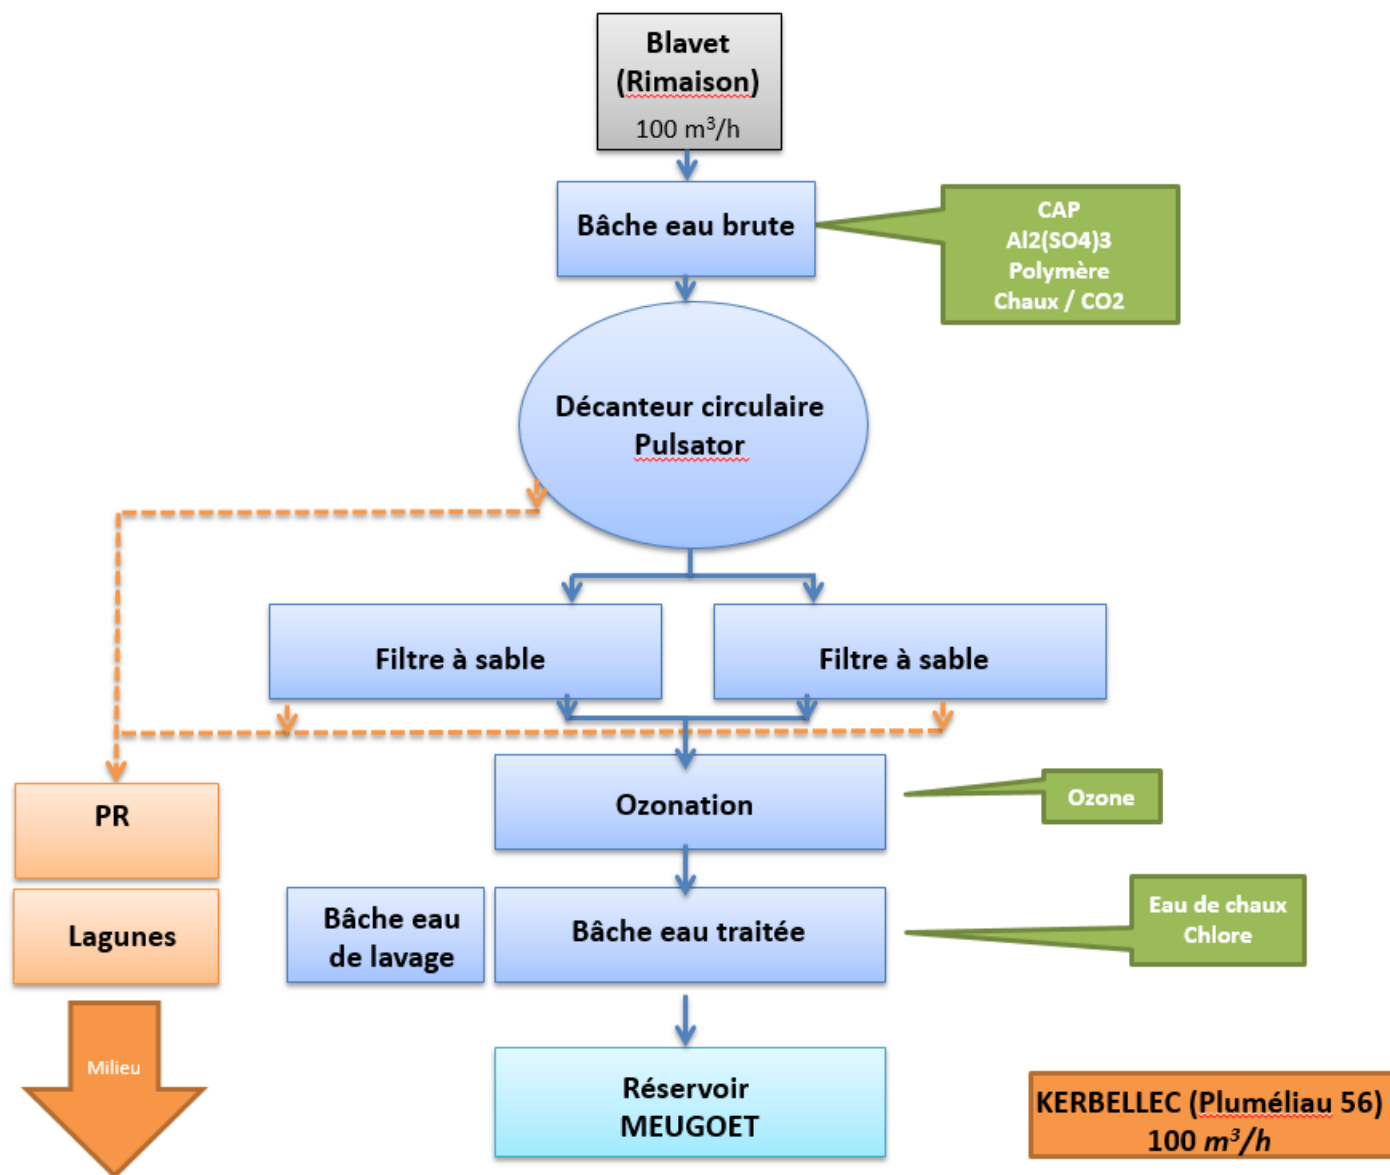 Blavet
(Rimaison)
100 m³/h
Bâche eau brute
CAP
Al2(SO4)3
Polymère
Chaux / CO2
Décanteur circulaire
Pulsator
Filtre à sable
Filtre à sable
PR
Ozonation
Ozone
Lagunes
Bâche eau
de lavage
Bâche eau traitée
Eau de chaux
Chlore
Milieu
Réservoir
MEUGOET
KERBELLEC (Pluméliau 56)
100 m³/h